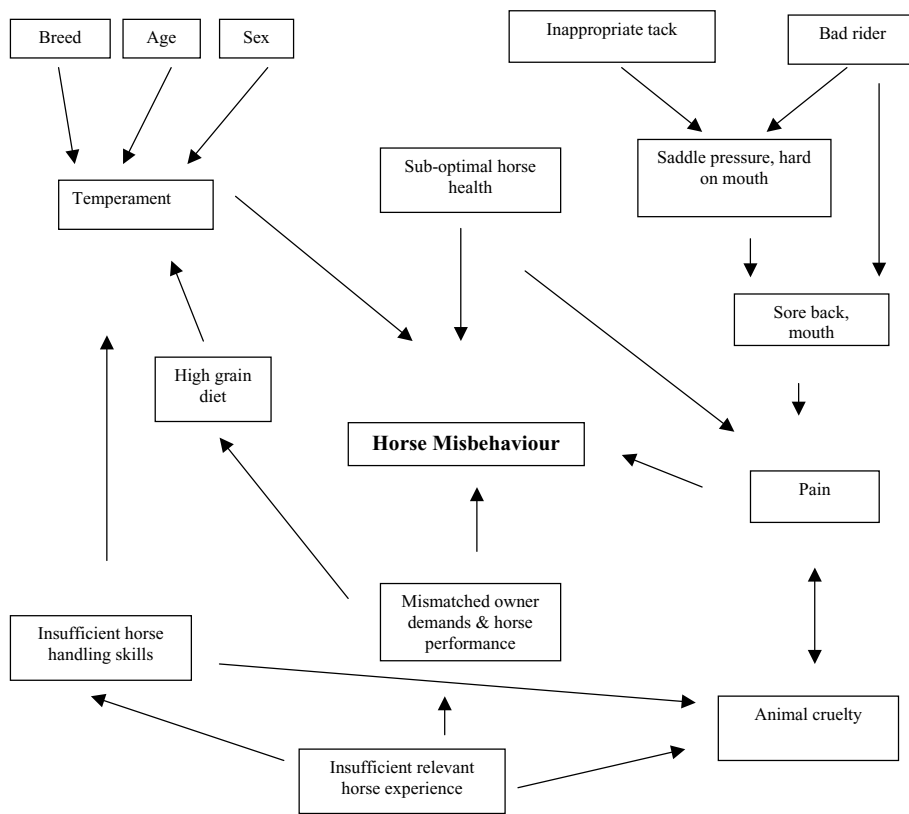 Breed
Age
Sex
Inappropriate tack
Bad rider
Sub-optimal horse
health
Saddle pressure, hard
on mouth
Temperament
Sore back,
mouth
High grain
diet
Horse Misbehaviour
Pain
Mismatched owner
demands & horse
performance
Insufficient horse
handling skills
Animal cruelty
Insufficient relevant
horse experience